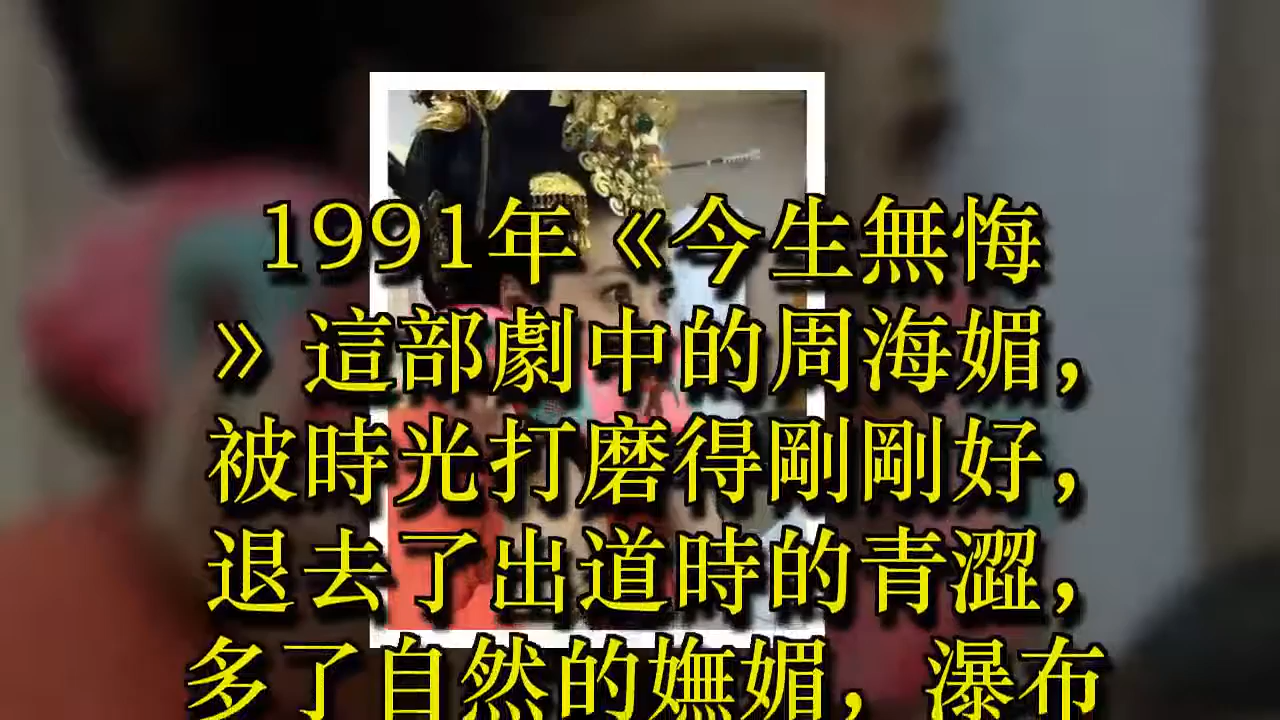 1991年《今生無悔
》這部劇中的周海媚，
被時光打磨得剛剛好，
退去了出道時的青澀，
多了自然的嫵媚，瀑布